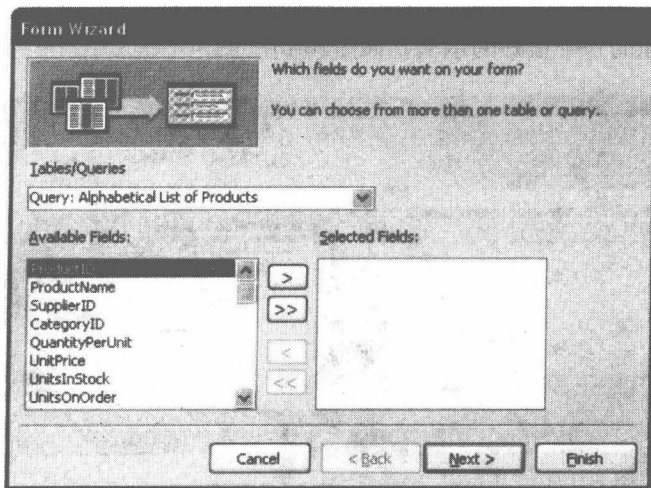 Form Wizard
Which fields do you want on your form?
You can choose from more than one table or query.
Tables/Queries
Query: Alphabetical List of Products
Available Fields:
Selected Fields:
ProductID
ProductName
SupplierID
CategoryID
QuantityPerUnit
UnitPrice
UnitsInStock
UnitsOnOrder
>
>>
<
<<
Cancel
< Back
Next >
Finish